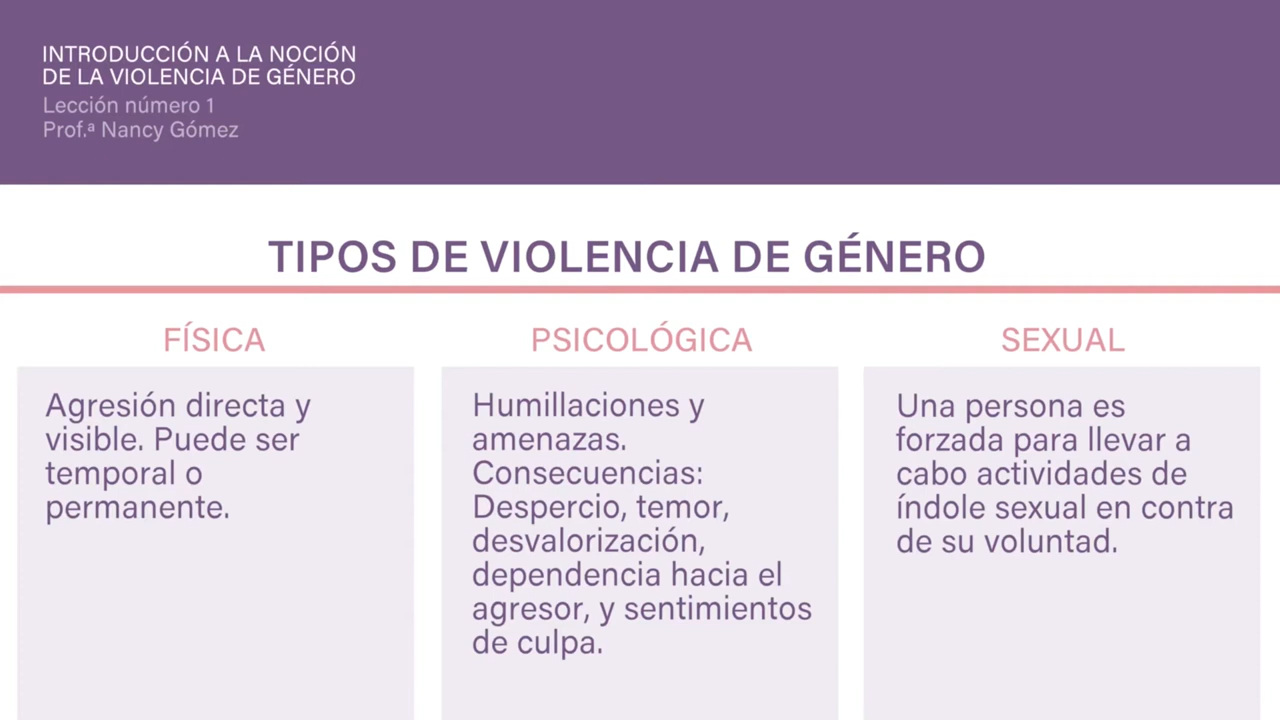 INTRODUCCIÓN A LA NOCIÓN
DE LA VIOLENCIA DE GÉNERO
Lección número 1
Prof.ª Nancy Gómez
TIPOS DE VIOLENCIA DE GÉNERO
FÍSICA
Agresión directa y
visible. Puede ser
temporal o
permanente.
PSICOLÓGICA
Humillaciones y
amenazas.
Consecuencias:
Despercio, temor,
desvalorización,
dependencia hacia el
agresor, y sentimientos
de culpa.
SEXUAL
Una persona es
forzada para llevar a
cabo actividades de
índole sexual en contra
de su voluntad.